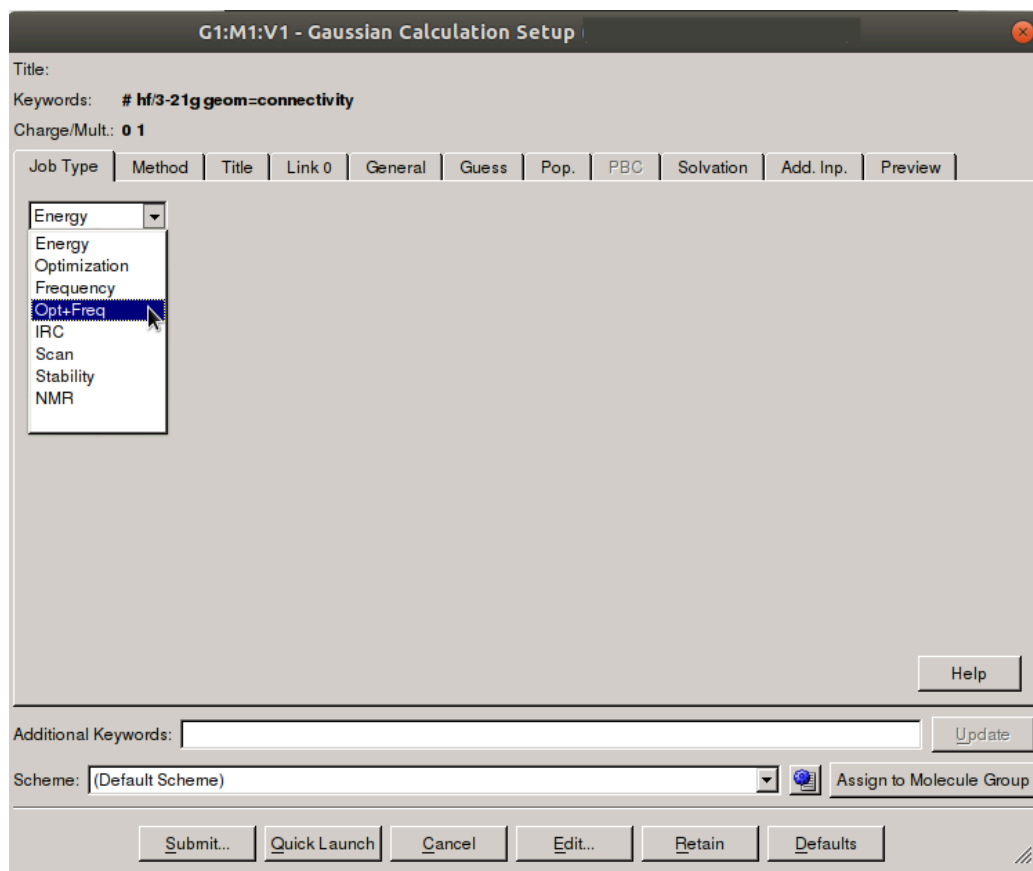 G1:M1:V1 - Gaussian Calculation Setup
Title:
Keywords: # hf/3-21g geom=connectivity
Charge/Mult.: 0 1
Job Type Method Title Link 0 General Guess Pop. PBC Solvation Add. Inp. Preview
Energy
Energy
Optimization
Frequency
Opt+Freq
IRC
Scan
Stability
NMR
Help
Additional Keywords: Update
Scheme: (Default Scheme) Assign to Molecule Group
Submit... Quick Launch Cancel Edit... Retain Defaults